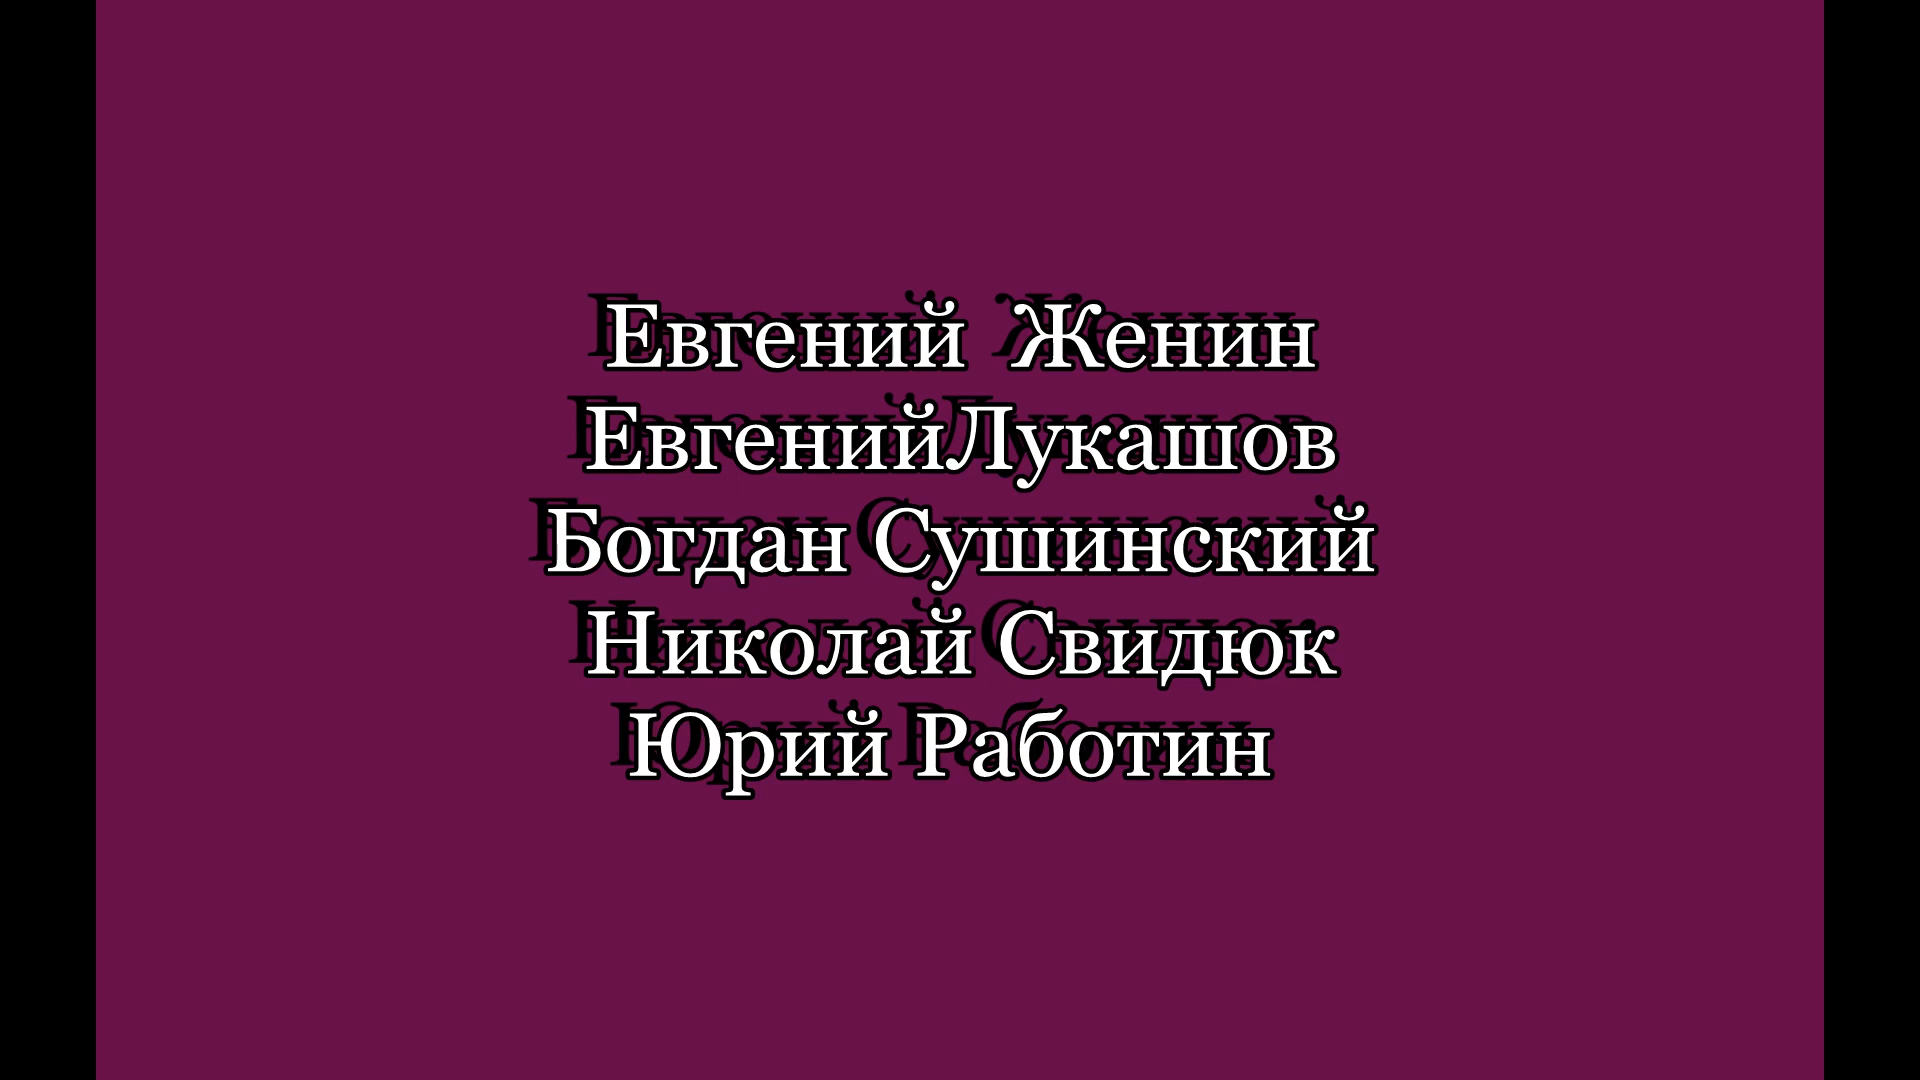 Евгений Женин
ЕвгенийЛукашов
Богдан Сушинский
Николай Свидюк
Юрий Работин